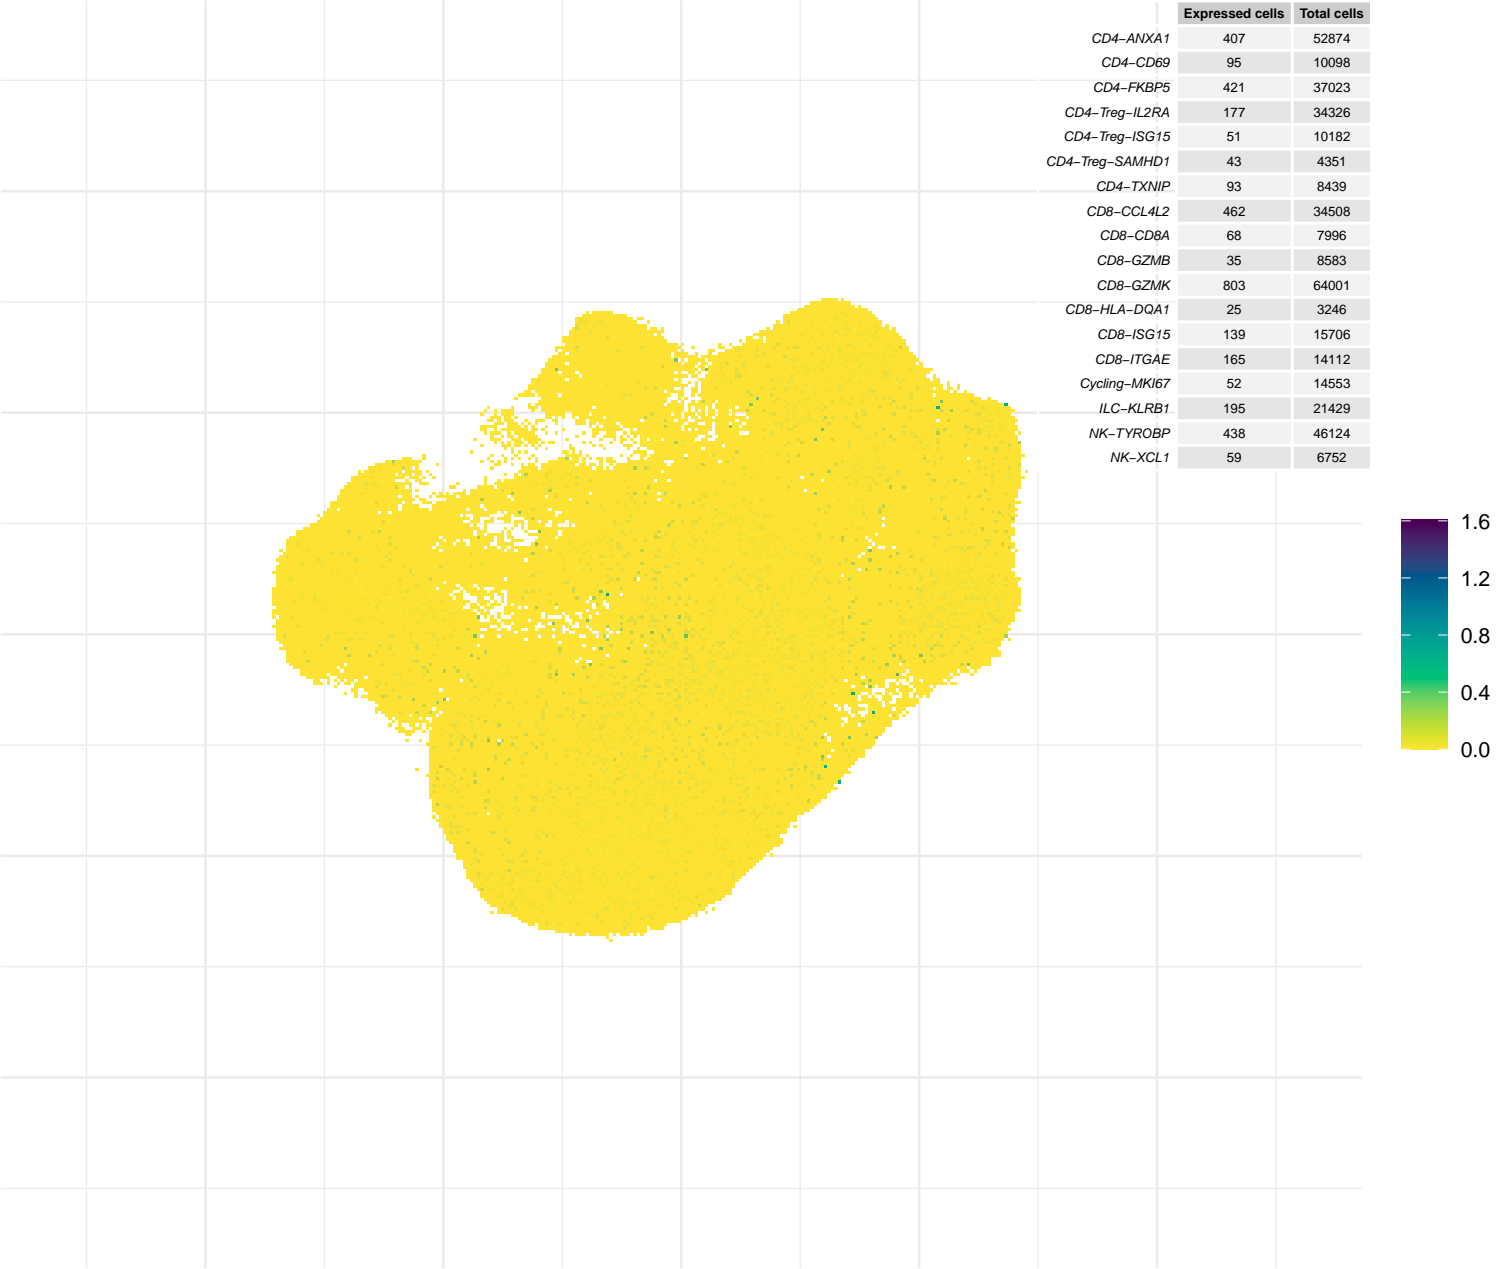 Expressed cells Total cells
CD4−ANXA1 407 52874
CD4−CD69 95 10098
CD4−FKBP5 421 37023
CD4−Treg−IL2RA 177 34326
CD4−Treg−ISG15 51 10182
CD4−Treg−SAMHD1 43 4351
CD4−TXNIP 93 8439
CD8−CCL4L2 462 34508
CD8−CD8A 68 7996
CD8−GZMB 35 8583
CD8−GZMK 803 64001
CD8−HLA−DQA1 25 3246
CD8−ISG15 139 15706
CD8−ITGAE 165 14112
Cycling−MKI67 52 14553
ILC−KLRB1 195 21429
NK−TYROBP 438 46124
NK−XCL1 59 6752
1.6
1.2
0.8
0.4
0.0